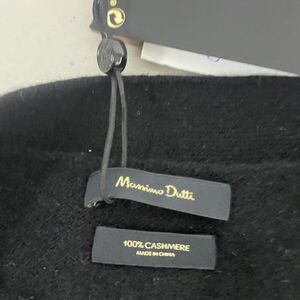 Massimo Dutti
100% CASHMERE
MADE IN CHINA